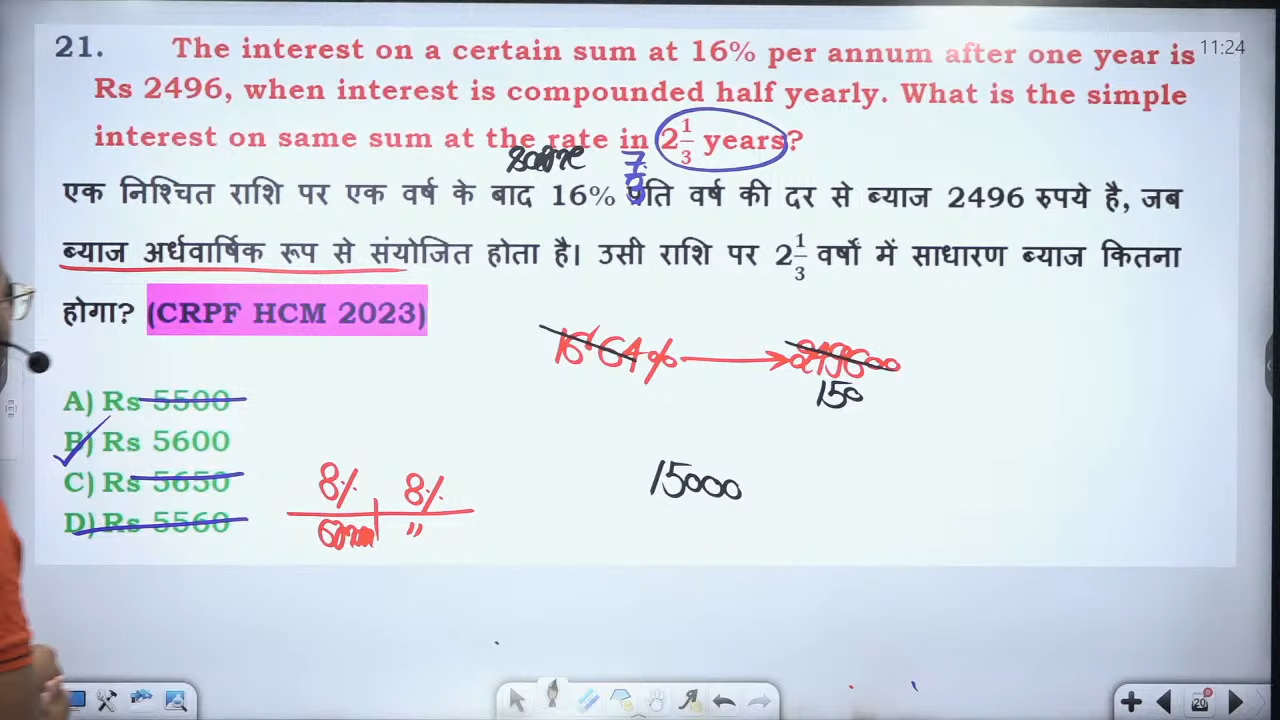 21. The interest on a certain sum at 16% per annum after one year is
11:24
Rs 2496, when interest is compounded half yearly. What is the simple
interest on same sum at the rate in 2 1/3 years?
same
7/3
एक निश्चित राशि पर एक वर्ष के बाद 16% प्रति वर्ष की दर से ब्याज 2496 रुपये है, जब
ब्याज अर्धवार्षिक रूप से संयोजित होता है। उसी राशि पर 2 1/3 वर्षों में साधारण ब्याज कितना
होगा? (CRPF HCM 2023)
16.64% → 249600
150
A) Rs 5500
B) Rs 5600
C) Rs 5650
D) Rs 5560
8% 8%
6 "
15000
20